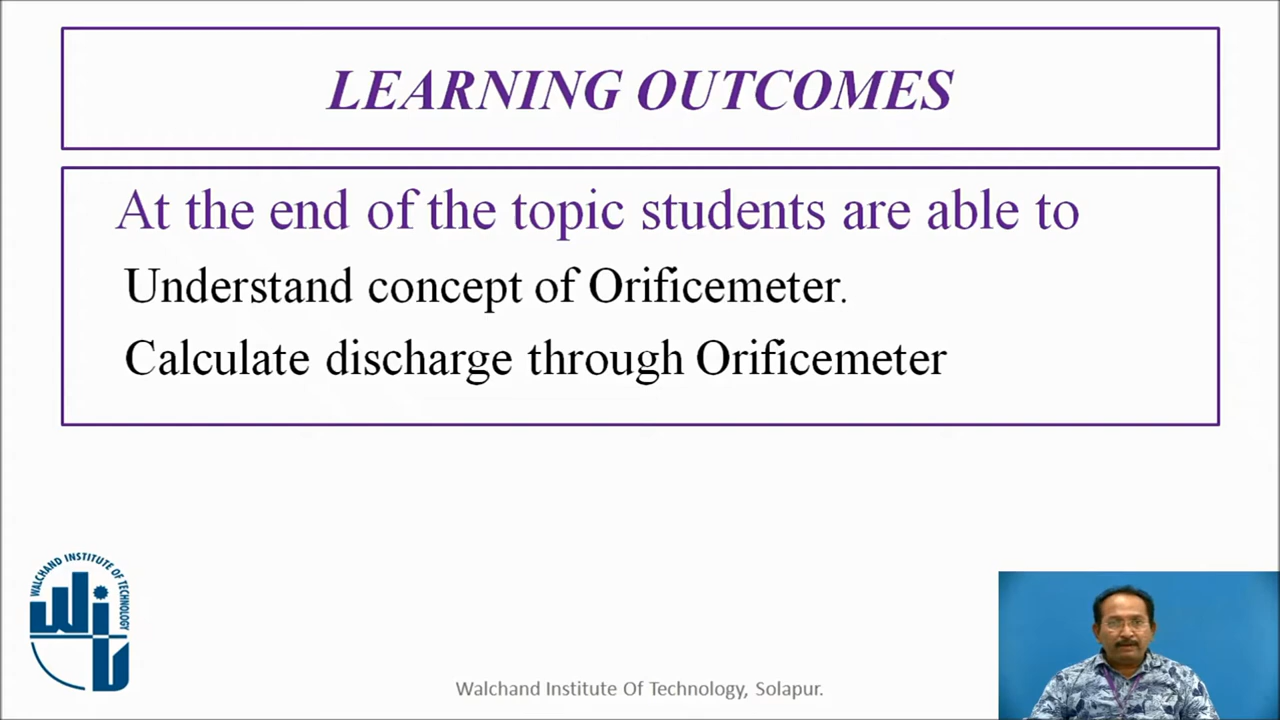 LEARNING OUTCOMES
At the end of the topic students are able to
Understand concept of Orificemeter.
Calculate discharge through Orificemeter
WALCHAND INSTITUTE OF TECHNOLOGY
WIT
Walchand Institute Of Technology, Solapur.